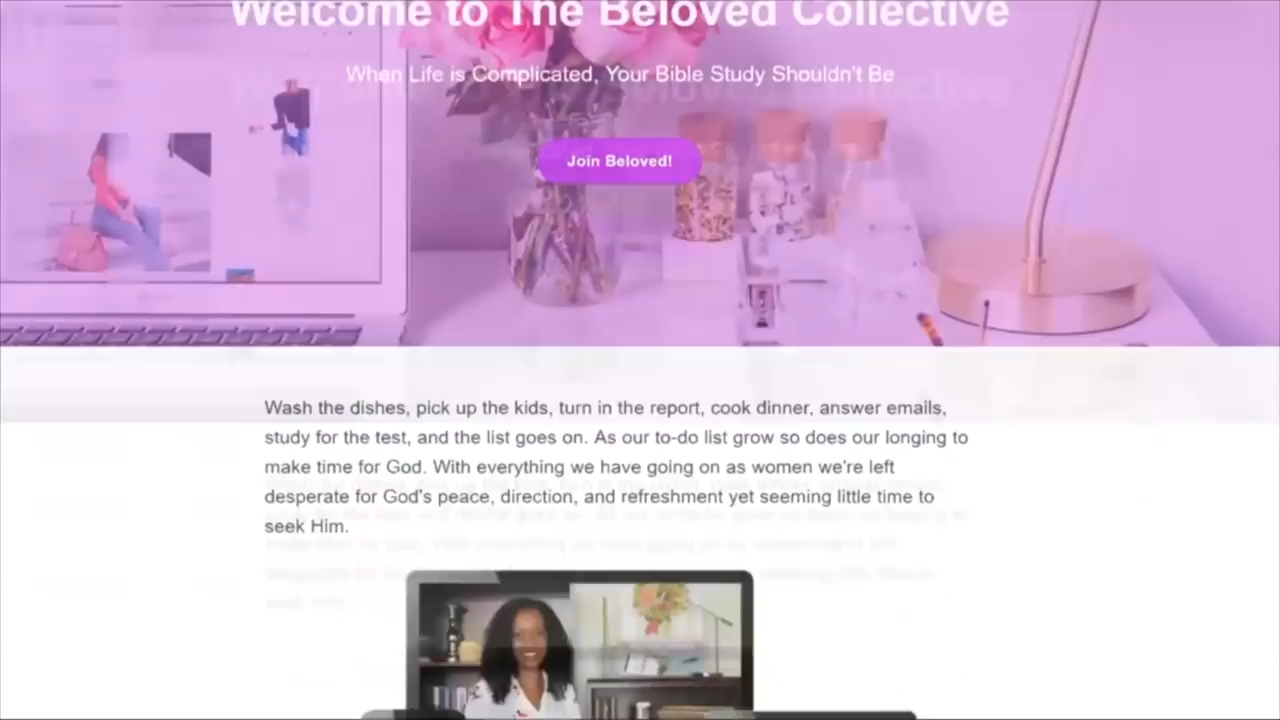 Welcome to The Beloved Collective
When Life is Complicated, Your Bible Study Shouldn't Be
Join Beloved!
Wash the dishes, pick up the kids, turn in the report, cook dinner, answer emails,
study for the test, and the list goes on. As our to-do list grow so does our longing to
make time for God. With everything we have going on as women we're left
desperate for God's peace, direction, and refreshment yet seeming little time to
seek Him.